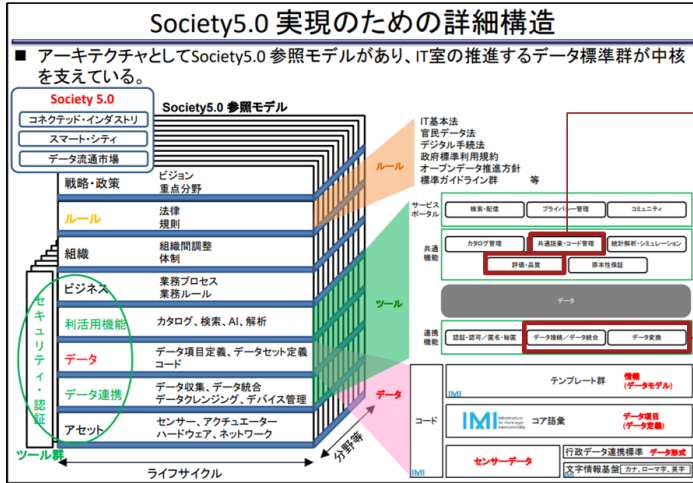 Society5.0 実現のための詳細構造
■ アーキテクチャとしてSociety5.0 参照モデルがあり、IT室の推進するデータ標準群が中核
を支えている。
Society 5.0
コネクテッド・インダストリ
スマート・シティ
データ流通市場
Society5.0 参照モデル
戦略・政策
ビジョン
重点分野
ルール
法律
規則
組織
組織間調整
体制
ビジネス
業務プロセス
業務ルール
利活用機能
カタログ、検索、AI、解析
データ
データ項目定義、データセット定義
コード
データ連携
データ収集、データ統合
データクレンジング、デバイス管理
アセット
センサー、アクチュエーター
ハードウェア、ネットワーク
セキュリティ・認証
ツール群
ライフサイクル
分野等
ルール
IT基本法
官民データ法
デジタル手続法
政府標準利用規約
オープンデータ推進方針
標準ガイドライン群 等
ツール
サービス
ポータル
検索・配信
プライバシー管理
コミュニティ
共通
機能
カタログ管理
共通語彙・コード管理
統計解析・シミュレーション
評価・品質
原本性保証
データ
連携
機能
認証・認可/匿名・秘匿
データ接続/データ統合
データ変換
データ
コード
IMI
IMI
テンプレート群
情報
(データモデル)
IMI
Infrastructure
for Multilayer
Interoperability
コア語彙
データ項目
(データ定義)
センサーデータ
行政データ連携標準 データ形式
文字情報基盤 カナ、ローマ字、英字
IMI